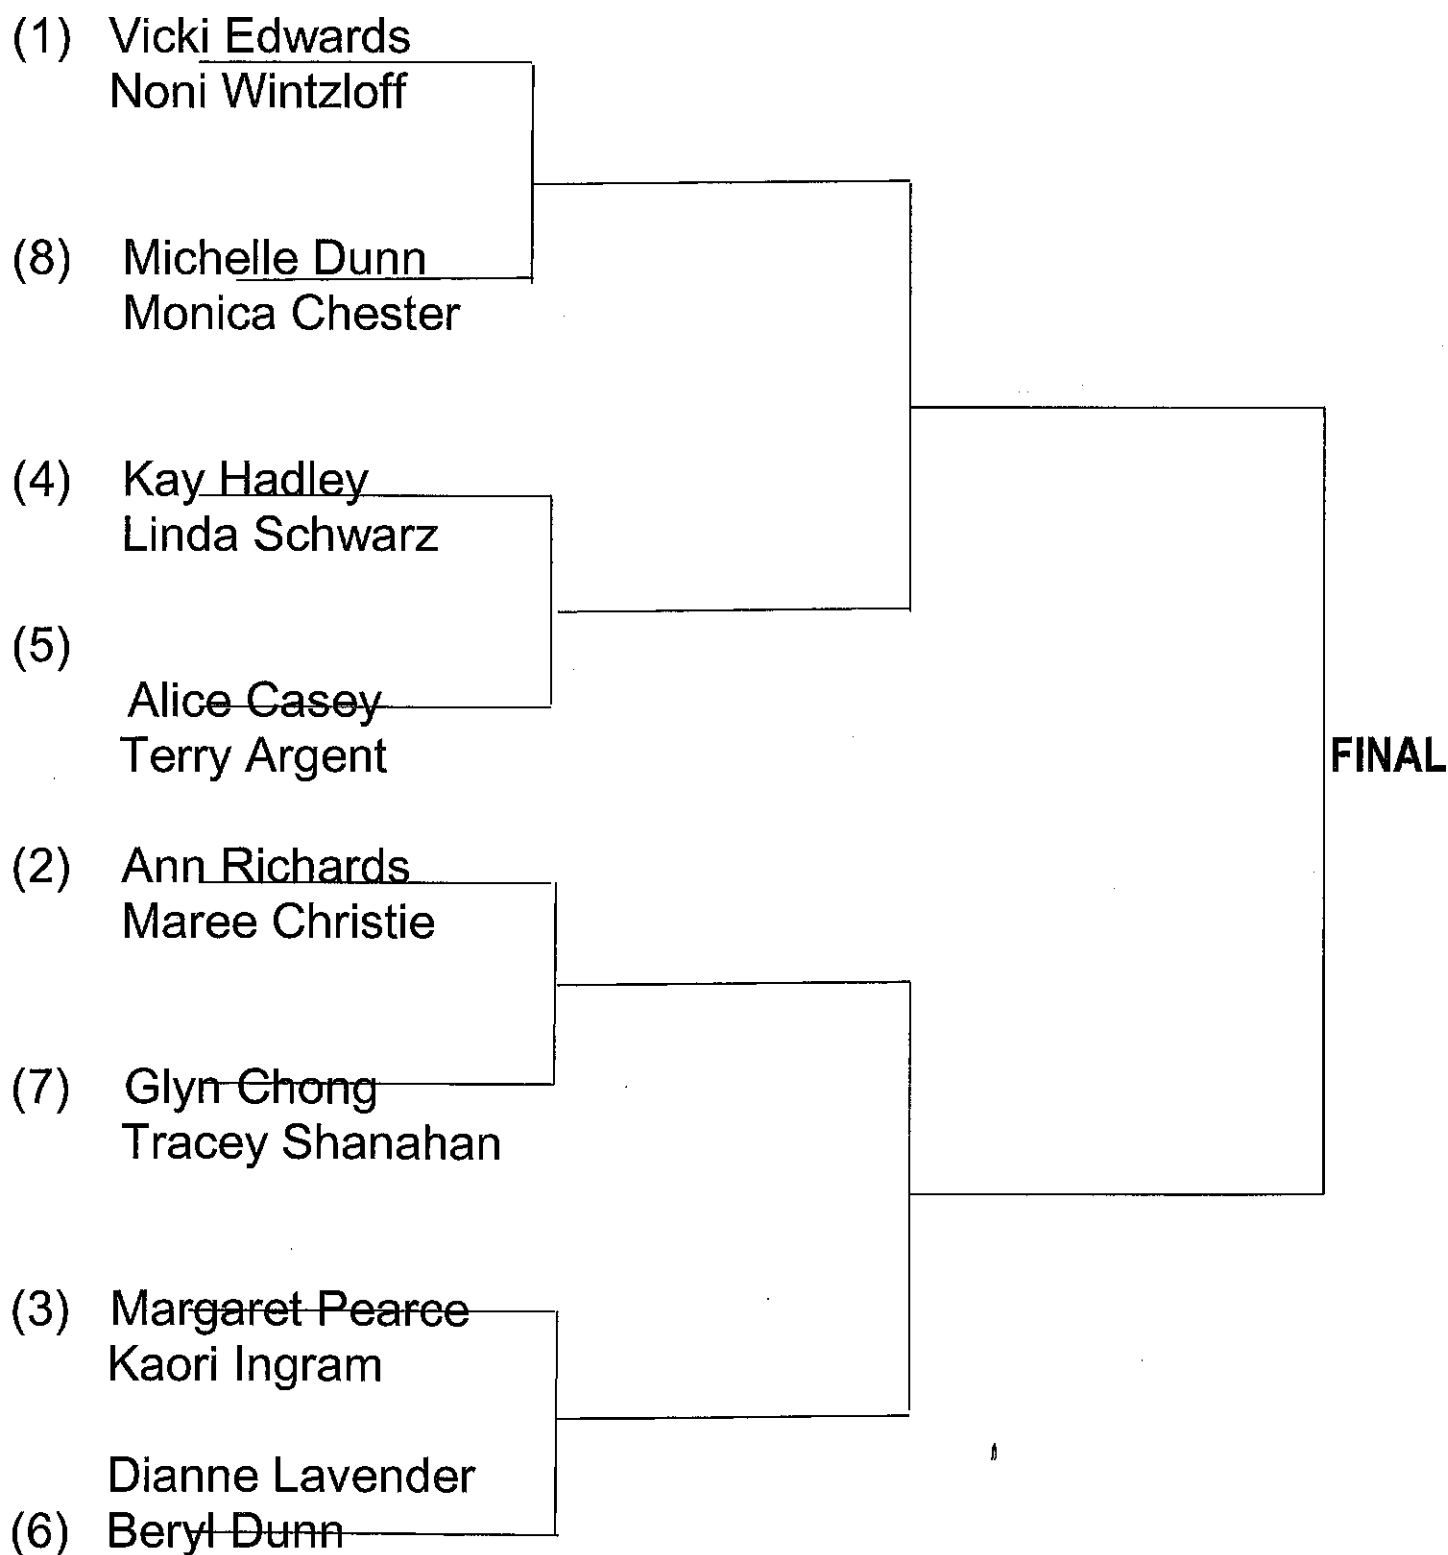 (1) Vicki Edwards
Noni Wintzloff
(8) Michelle Dunn
Monica Chester
(4) Kay Hadley
Linda Schwarz
(5)
Alice Casey
Terry Argent
FINAL
(2) Ann Richards
Maree Christie
(7) Glyn Chong
Tracey Shanahan
(3) Margaret Pearce
Kaori Ingram
Dianne Lavender
(6) Beryl Dunn